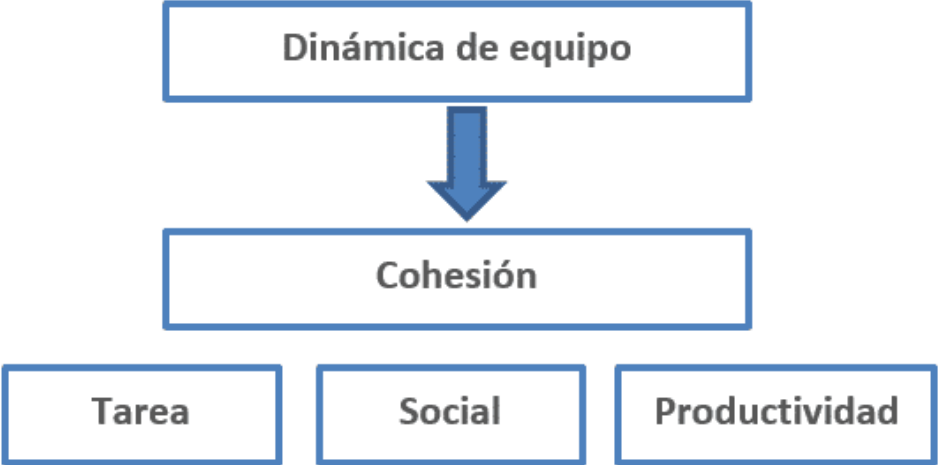 Dinámica de equipo
Cohesión
Tarea
Social
Productividad